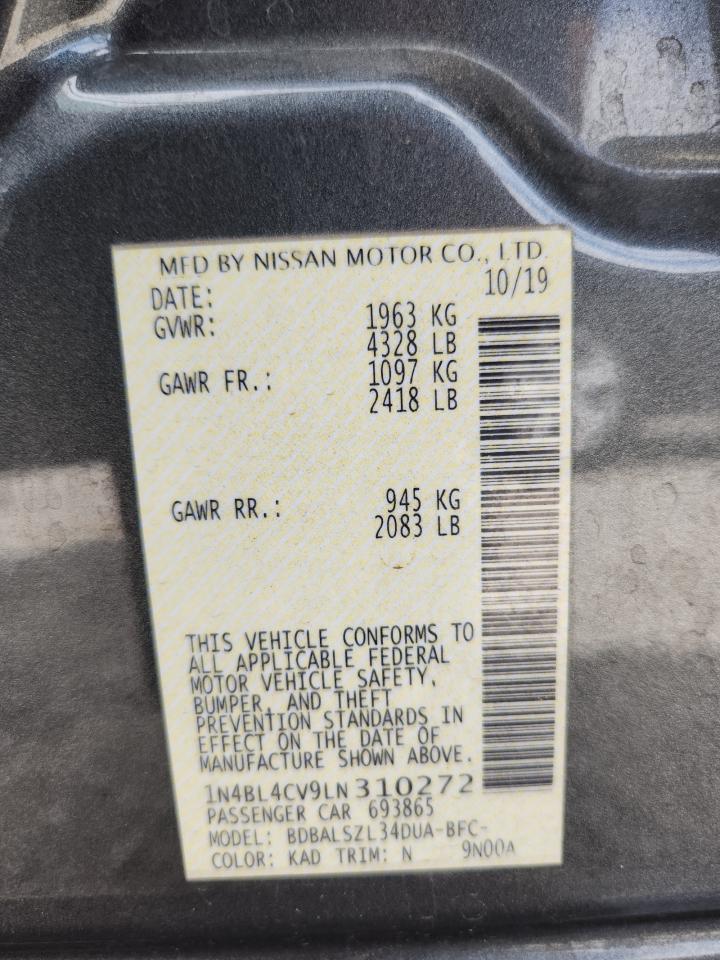 MFD BY NISSAN MOTOR CO., LTD.
DATE: 10/19
GVWR: 1963 KG
4328 LB
GAWR FR.: 1097 KG
2418 LB
GAWR RR.: 945 KG
2083 LB
THIS VEHICLE CONFORMS TO
ALL APPLICABLE FEDERAL
MOTOR VEHICLE SAFETY,
BUMPER, AND THEFT
PREVENTION STANDARDS IN
EFFECT ON THE DATE OF
MANUFACTURE SHOWN ABOVE.
1N4BL4CV9LN310272
PASSENGER CAR 693865
MODEL: BDBALSZL34DUA-BFC-
COLOR: KAD TRIM: N 9N00A